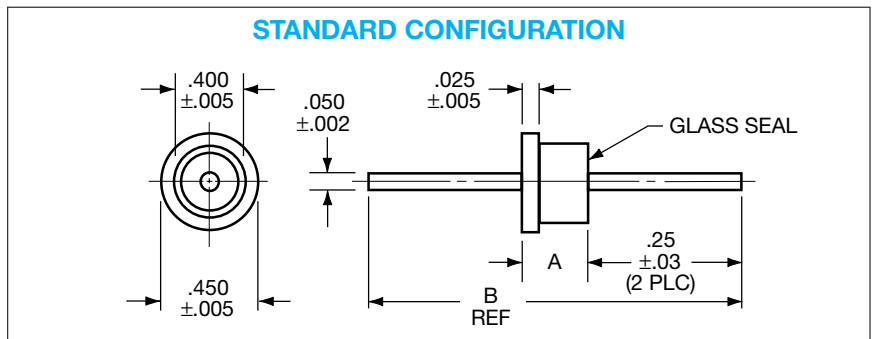 STANDARD CONFIGURATION
.400
±.005
.050
±.002
.025
±.005
GLASS SEAL
.450
±.005
A
.25
±.03
(2 PLC)
B
REF